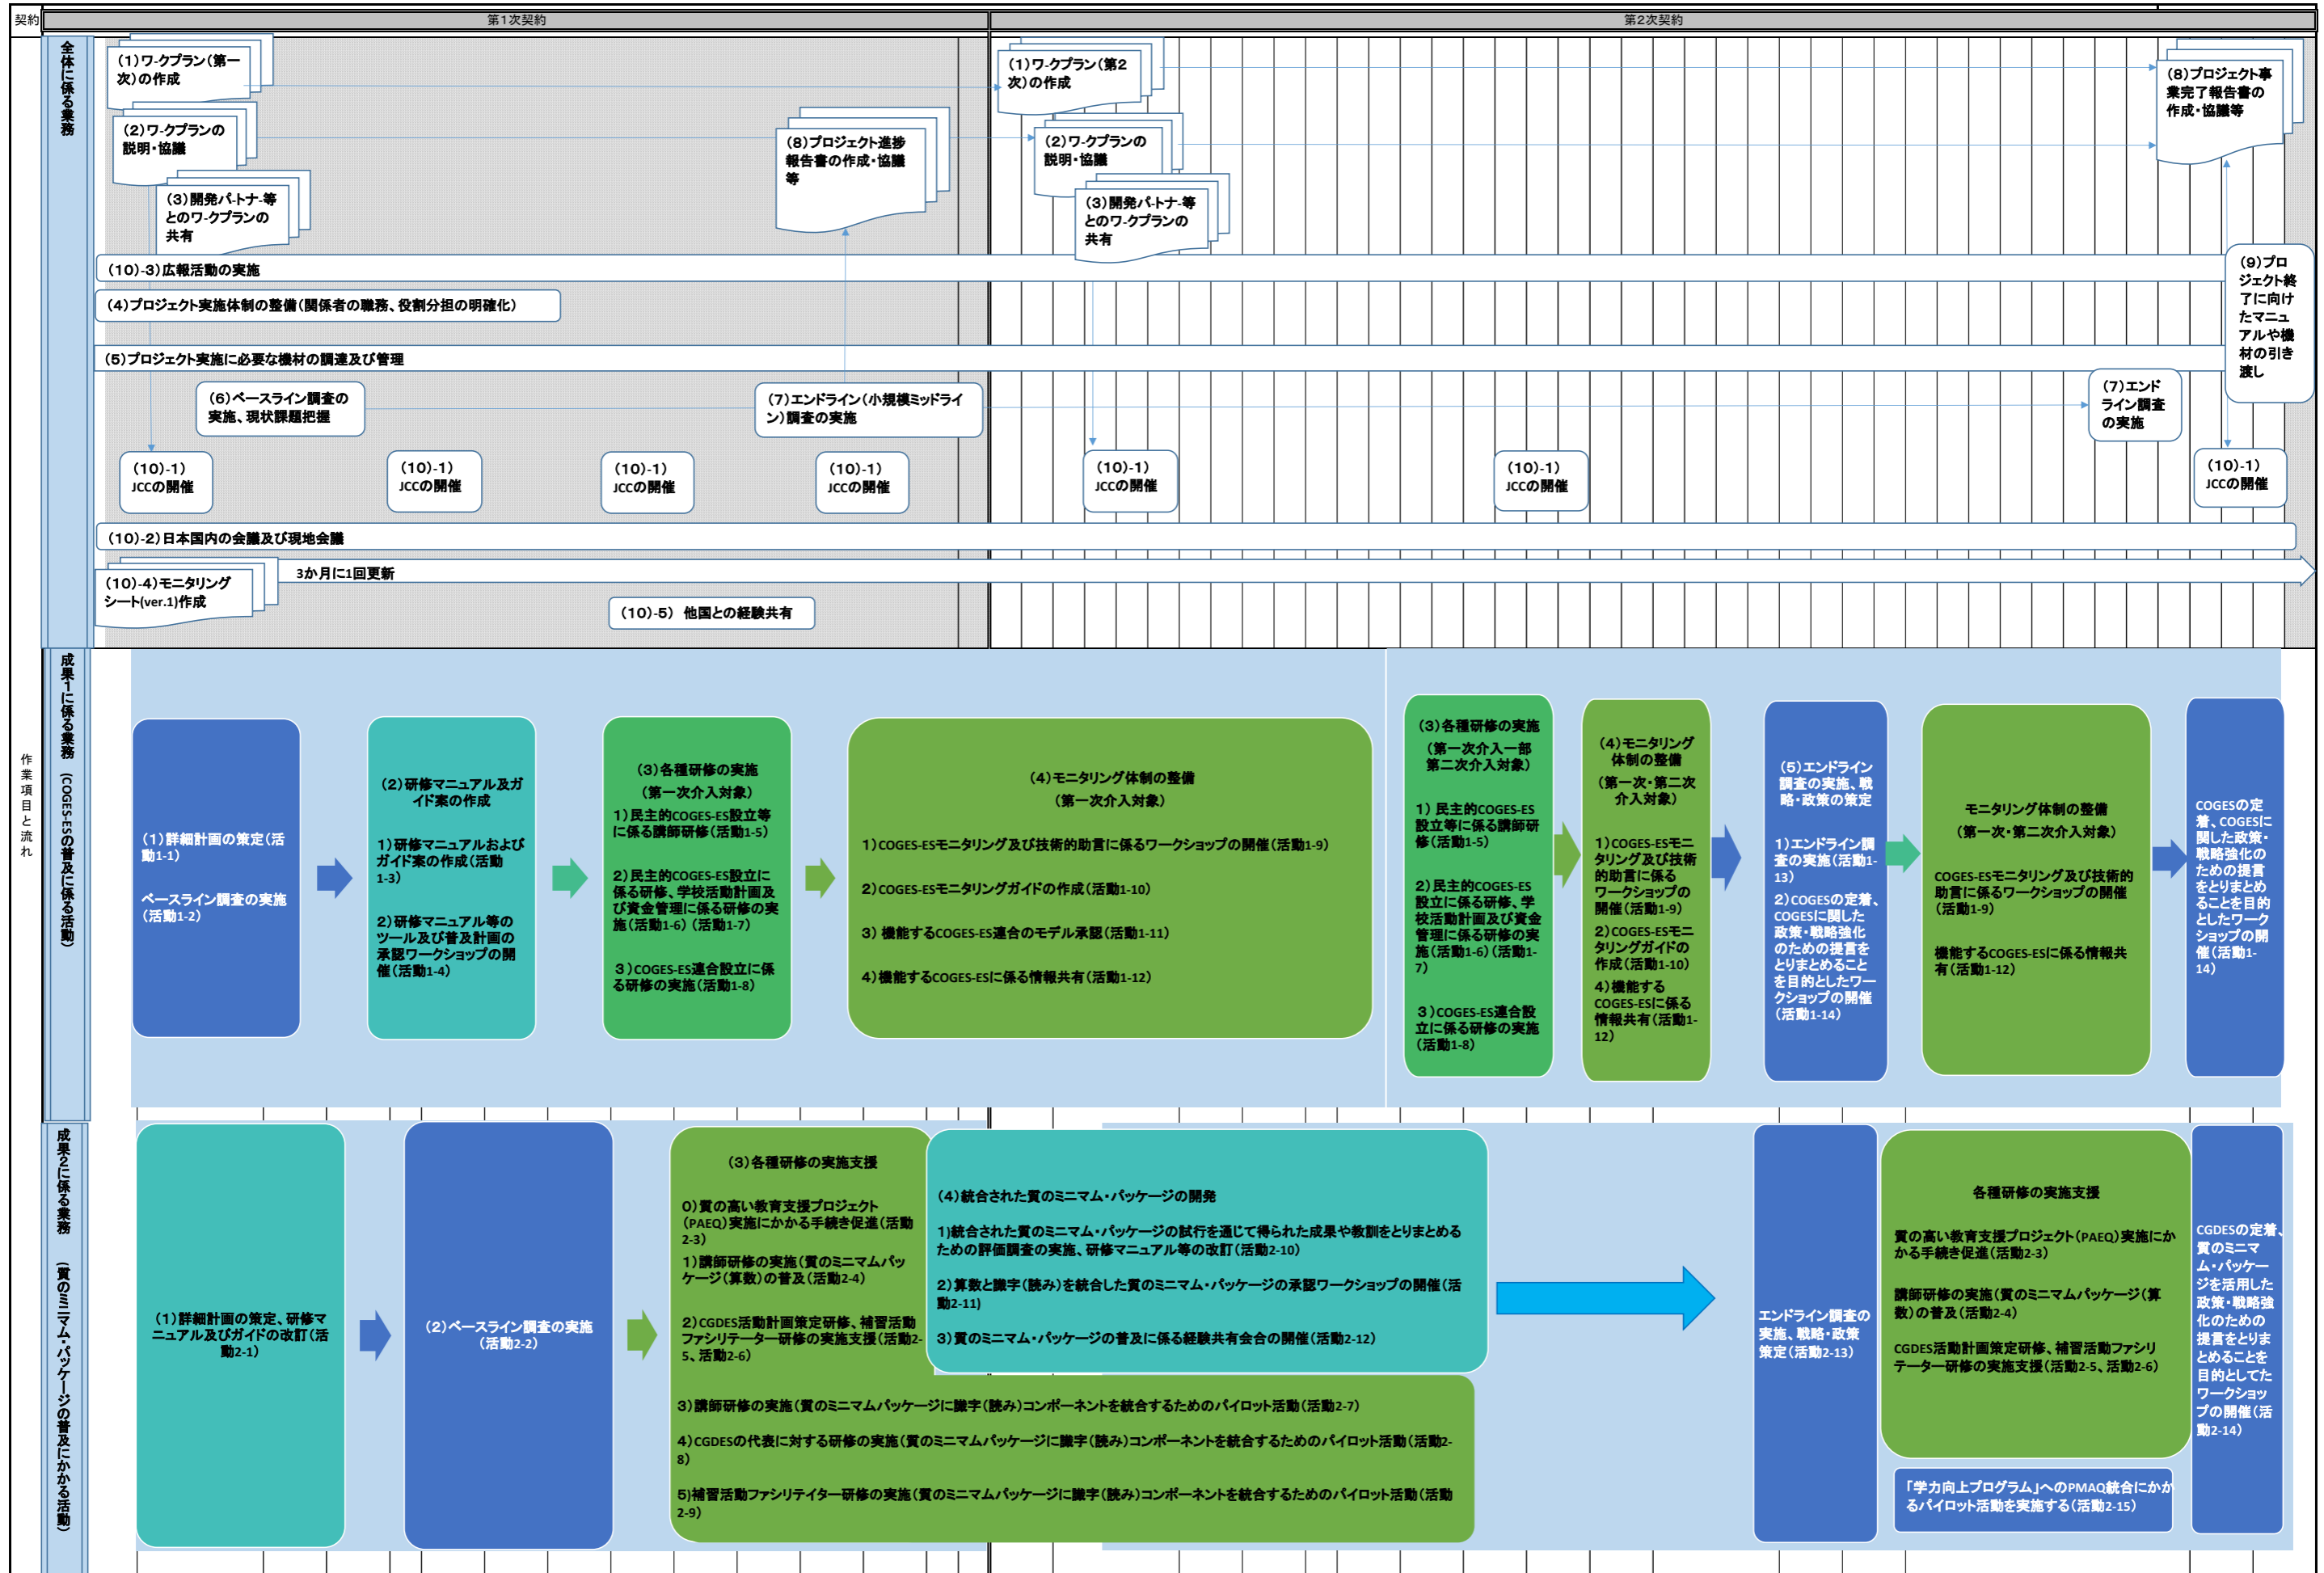 契約
第1次契約
第2次契約
作業項目と流れ
全体に係る業務
(1)ワークプラン(第一
次)の作成
(2)ワークプランの
説明・協議
(3)開発パートナー等
とのワークプランの
共有
(8)プロジェクト進捗
報告書の作成・協議
等
(1)ワークプラン(第2
次)の作成
(2)ワークプランの
説明・協議
(3)開発パートナー等
とのワークプランの
共有
(8)プロジェクト事
業完了報告書の
作成・協議等
(10)-3)広報活動の実施
(4)プロジェクト実施体制の整備(関係者の職務、役割分担の明確化)
(5)プロジェクト実施に必要な機材の調達及び管理
(9)プロ
ジェクト終
了に向け
たマニュ
アルや機
材の引き
渡し
(6)ベースライン調査の
実施、現状課題把握
(7)エンドライン(小規模ミッドライ
ン)調査の実施
(7)エンド
ライン調査
の実施
(10)-1)
JCCの開催
(10)-1)
JCCの開催
(10)-1)
JCCの開催
(10)-1)
JCCの開催
(10)-1)
JCCの開催
(10)-1)
JCCの開催
(10)-1)
JCCの開催
(10)-2)日本国内の会議及び現地会議
(10)-4)モニタリング
シート(ver.1)作成
3か月に1回更新
(10)-5) 他国との経験共有
成果1に係る業務 (COGES-ESの普及に係る活動)
(1)詳細計画の策定(活
動1-1)
ベースライン調査の実施
(活動1-2)
(2)研修マニュアル及ガ
イド案の作成
1)研修マニュアルおよび
ガイド案の作成(活動
1-3)
2)研修マニュアル等の
ツール及び普及計画の
承認ワークショップの開
催(活動1-4)
(3)各種研修の実施
(第一次介入対象)
1)民主的COGES-ES設立等
に係る講師研修(活動1-5)
2)民主的COGES-ES設立に
係る研修、学校活動計画及
び資金管理に係る研修の実
施(活動1-6)(活動1-7)
3)COGES-ES連合設立に係
る研修の実施(活動1-8)
(4)モニタリング体制の整備
(第一次介入対象)
1)COGES-ESモニタリング及び技術的助言に係るワークショップの開催(活動1-9)
2)COGES-ESモニタリングガイドの作成(活動1-10)
3) 機能するCOGES-ES連合のモデル承認(活動1-11)
4)機能するCOGES-ESに係る情報共有(活動1-12)
(3)各種研修の実施
(第一次介入一部
第二次介入対象)
1) 民主的COGES-ES
設立等に係る講師研
修(活動1-5)
2)民主的COGES-ES
設立に係る研修、学
校活動計画及び資金
管理に係る研修の実
施(活動1-6)(活動1-
7)
3)COGES-ES連合設
立に係る研修の実施
(活動1-8)
(4)モニタリング
体制の整備
(第一次・第二次
介入対象)
1)COGES-ESモニ
タリング及び技術
的助言に係る
ワークショップの
開催(活動1-9)
2)COGES-ESモニ
タリングガイドの
作成(活動1-10)
4)機能する
COGES-ESに係る
情報共有(活動1-
12)
(5)エンドライン
調査の実施、戦
略・政策の策定
1)エンドライン調
査の実施(活動1-
13)
2)COGESの定着、
COGESに関した
政策・戦略強化
のための提言を
とりまとめること
を目的としたワー
クショップの開催
(活動1-14)
モニタリング体制の整備
(第一次・第二次介入対象)
COGES-ESモニタリング及び技術的
助言に係るワークショップの開催
(活動1-9)
機能するCOGES-ESに係る情報共
有(活動1-12)
COGESの定
着、COGESに
関した政策・
戦略強化の
ための提言
をとりまとめ
ることを目的
としたワーク
ショップの開
催(活動1-
14)
成果2に係る業務 (質のミニマム・パッケージの普及にかかる活動)
(1)詳細計画の策定、研修マ
ニュアル及びガイドの改訂(活
動2-1)
(2)ベースライン調査の実施
(活動2-2)
(3)各種研修の実施支援
0)質の高い教育支援プロジェクト
(PAEQ)実施にかかる手続き促進(活動
2-3)
1)講師研修の実施(質のミニマムパッ
ケージ(算数)の普及(活動2-4)
2)CGDES活動計画策定研修、補習活動
ファシリテーター研修の実施支援(活動2-
5、活動2-6)
3)講師研修の実施(質のミニマムパッケージに識字(読み)コンポーネントを統合するためのパイロット活動(活動2-7)
4)CGDESの代表に対する研修の実施(質のミニマムパッケージに識字(読み)コンポーネントを統合するためのパイロット活動(活動2-
8)
5)補習活動ファシリテイター研修の実施(質のミニマムパッケージに識字(読み)コンポーネントを統合するためのパイロット活動(活動
2-9)
(4)統合された質のミニマム・パッケージの開発
1)統合された質のミニマム・パッケージの試行を通じて得られた成果や教訓をとりまとめる
ための評価調査の実施、研修マニュアル等の改訂(活動2-10)
2)算数と識字(読み)を統合した質のミニマム・パッケージの承認ワークショップの開催(活
動2-11)
3)質のミニマム・パッケージの普及に係る経験共有会合の開催(活動2-12)
エンドライン調査の
実施、戦略・政策
策定(活動2-13)
各種研修の実施支援
質の高い教育支援プロジェクト(PAEQ)実施にか
かる手続き促進(活動2-3)
講師研修の実施(質のミニマムパッケージ(算
数)の普及(活動2-4)
CGDES活動計画策定研修、補習活動ファシリ
テーター研修の実施支援(活動2-5、活動2-6)
「学力向上プログラム」へのPMAQ統合にかか
るパイロット活動を実施する(活動2-15)
CGDESの定着、
質のミニマ
ム・パッケー
ジを活用した
政策・戦略強
化のための
提言をとりま
とめることを
目的としてた
ワークショッ
プの開催(活
動2-14)